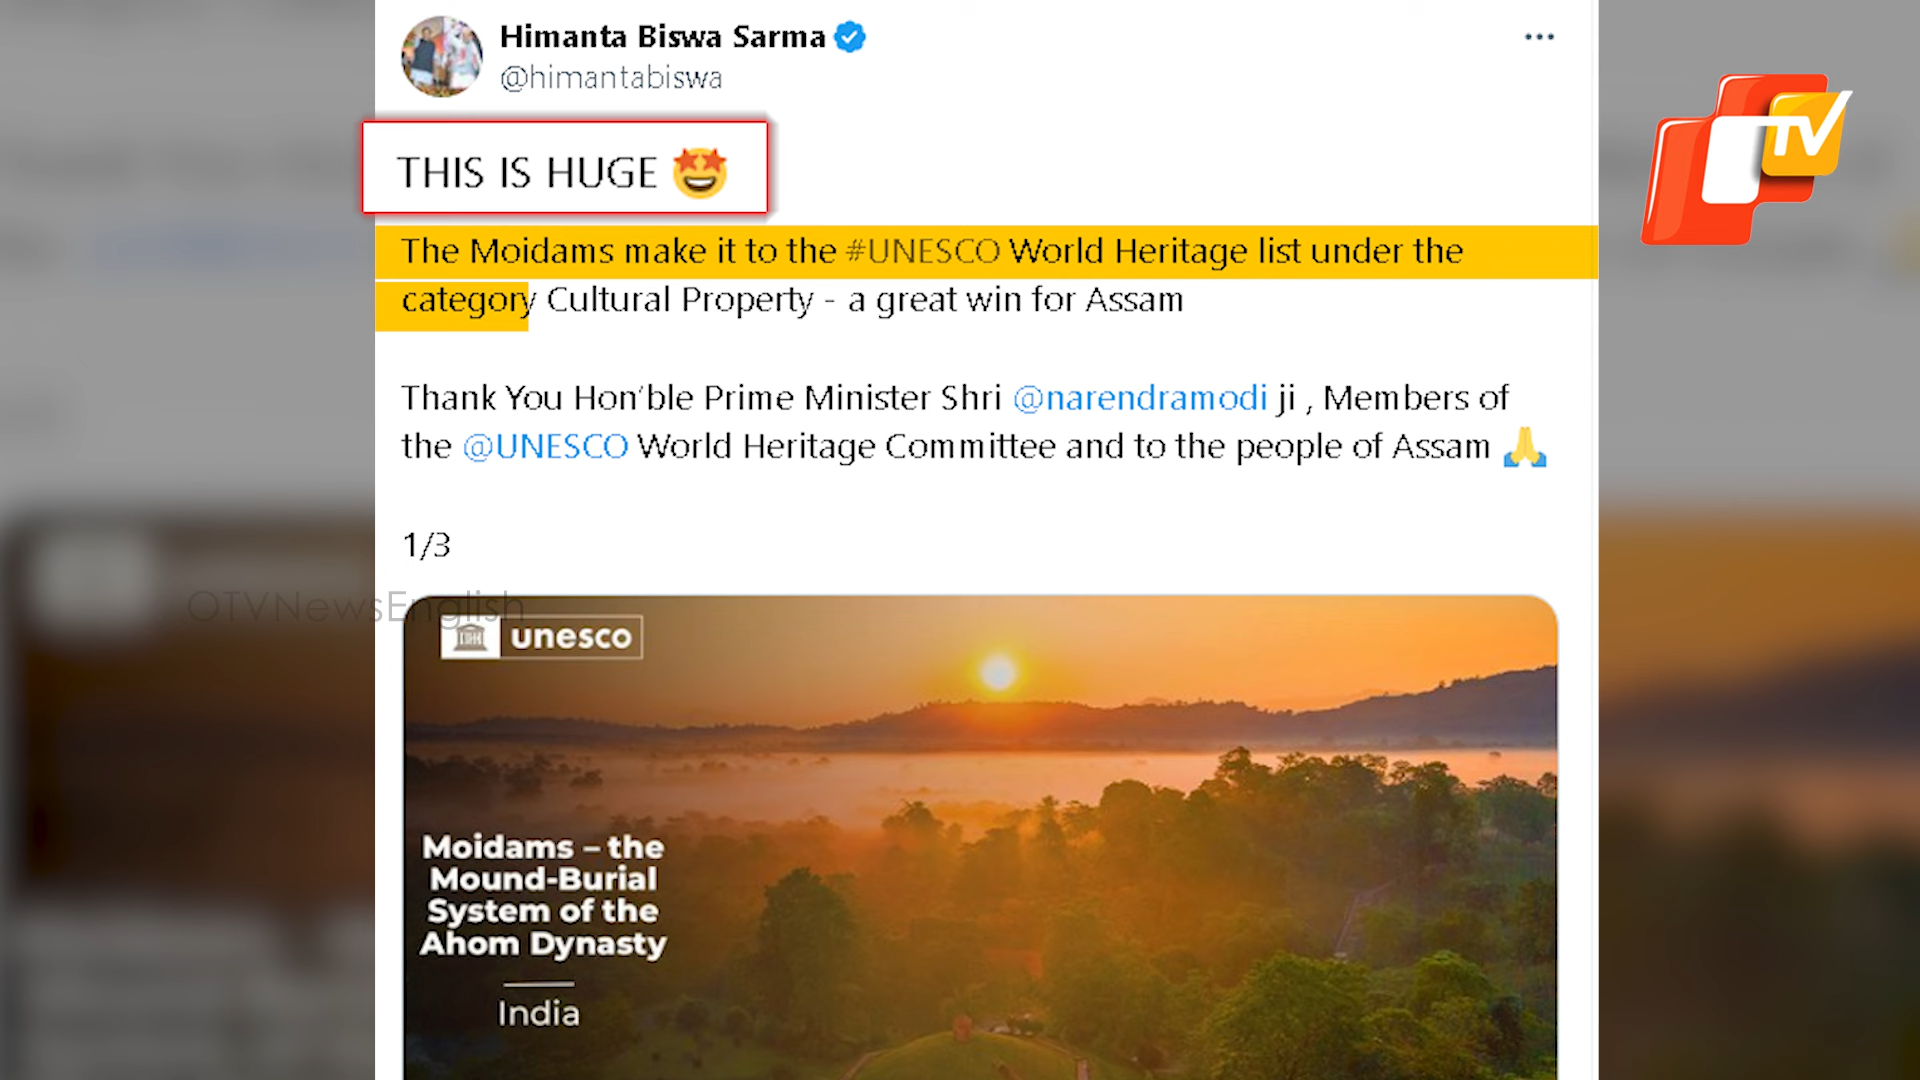 Himanta Biswa Sarma
@himantabiswa
THIS IS HUGE 🤩
The Moidams make it to the #UNESCO World Heritage list under the
category Cultural Property - a great win for Assam
Thank You Hon'ble Prime Minister Shri @narendramodi ji , Members of
the @UNESCO World Heritage Committee and to the people of Assam 🙏
1/3
OTVNewsEnglish
unesco
Moidams – the
Mound-Burial
System of the
Ahom Dynasty
India
TV